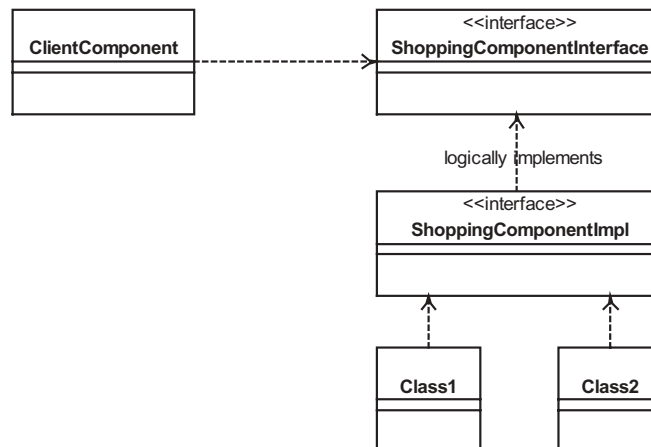 <<interface>>
ClientComponent
ShoppingComponentInterface
logically implements
<<interface>>
ShoppingComponentImpl
Class1
Class2